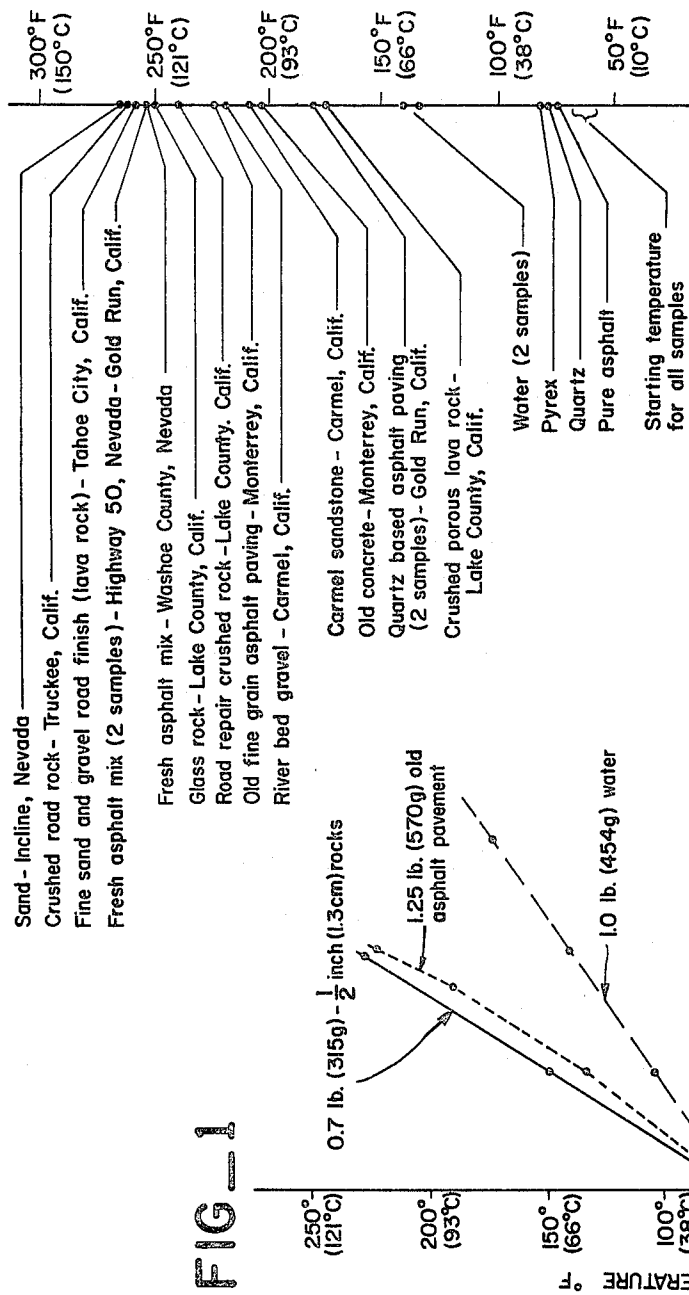 Sand - Incline, Nevada
Crushed road rock - Truckee, Calif.
Fine sand and gravel road finish (lava rock) - Tahoe City, Calif.
Fresh asphalt mix (2 samples) - Highway 50, Nevada - Gold Run, Calif.
Fresh asphalt mix - Washoe County, Nevada
Glass rock - Lake County, Calif.
Road repair crushed rock - Lake County, Calif.
Old fine grain asphalt paving - Monterrey, Calif.
River bed gravel - Carmel, Calif.
Carmel sandstone - Carmel, Calif.
Old concrete - Monterrey, Calif.
Quartz based asphalt paving
(2 samples) - Gold Run, Calif.
Crushed porous lava rock -
Lake County, Calif.
Water (2 samples)
Pyrex
Quartz
Pure asphalt
Starting temperature
for all samples
300°F
(150°C)
250°F
(121°C)
200°F
(93°C)
150°F
(66°C)
100°F
(38°C)
50°F
(10°C)
FIG_1
0.7 lb. (315g) - 1/2 inch (1.3cm) rocks
1.25 lb. (570g) old
asphalt pavement
1.0 lb. (454g) water
250°
(121°C)
200°
(93°C)
150°
(66°C)
100°
(38°C)
ERATURE
°F